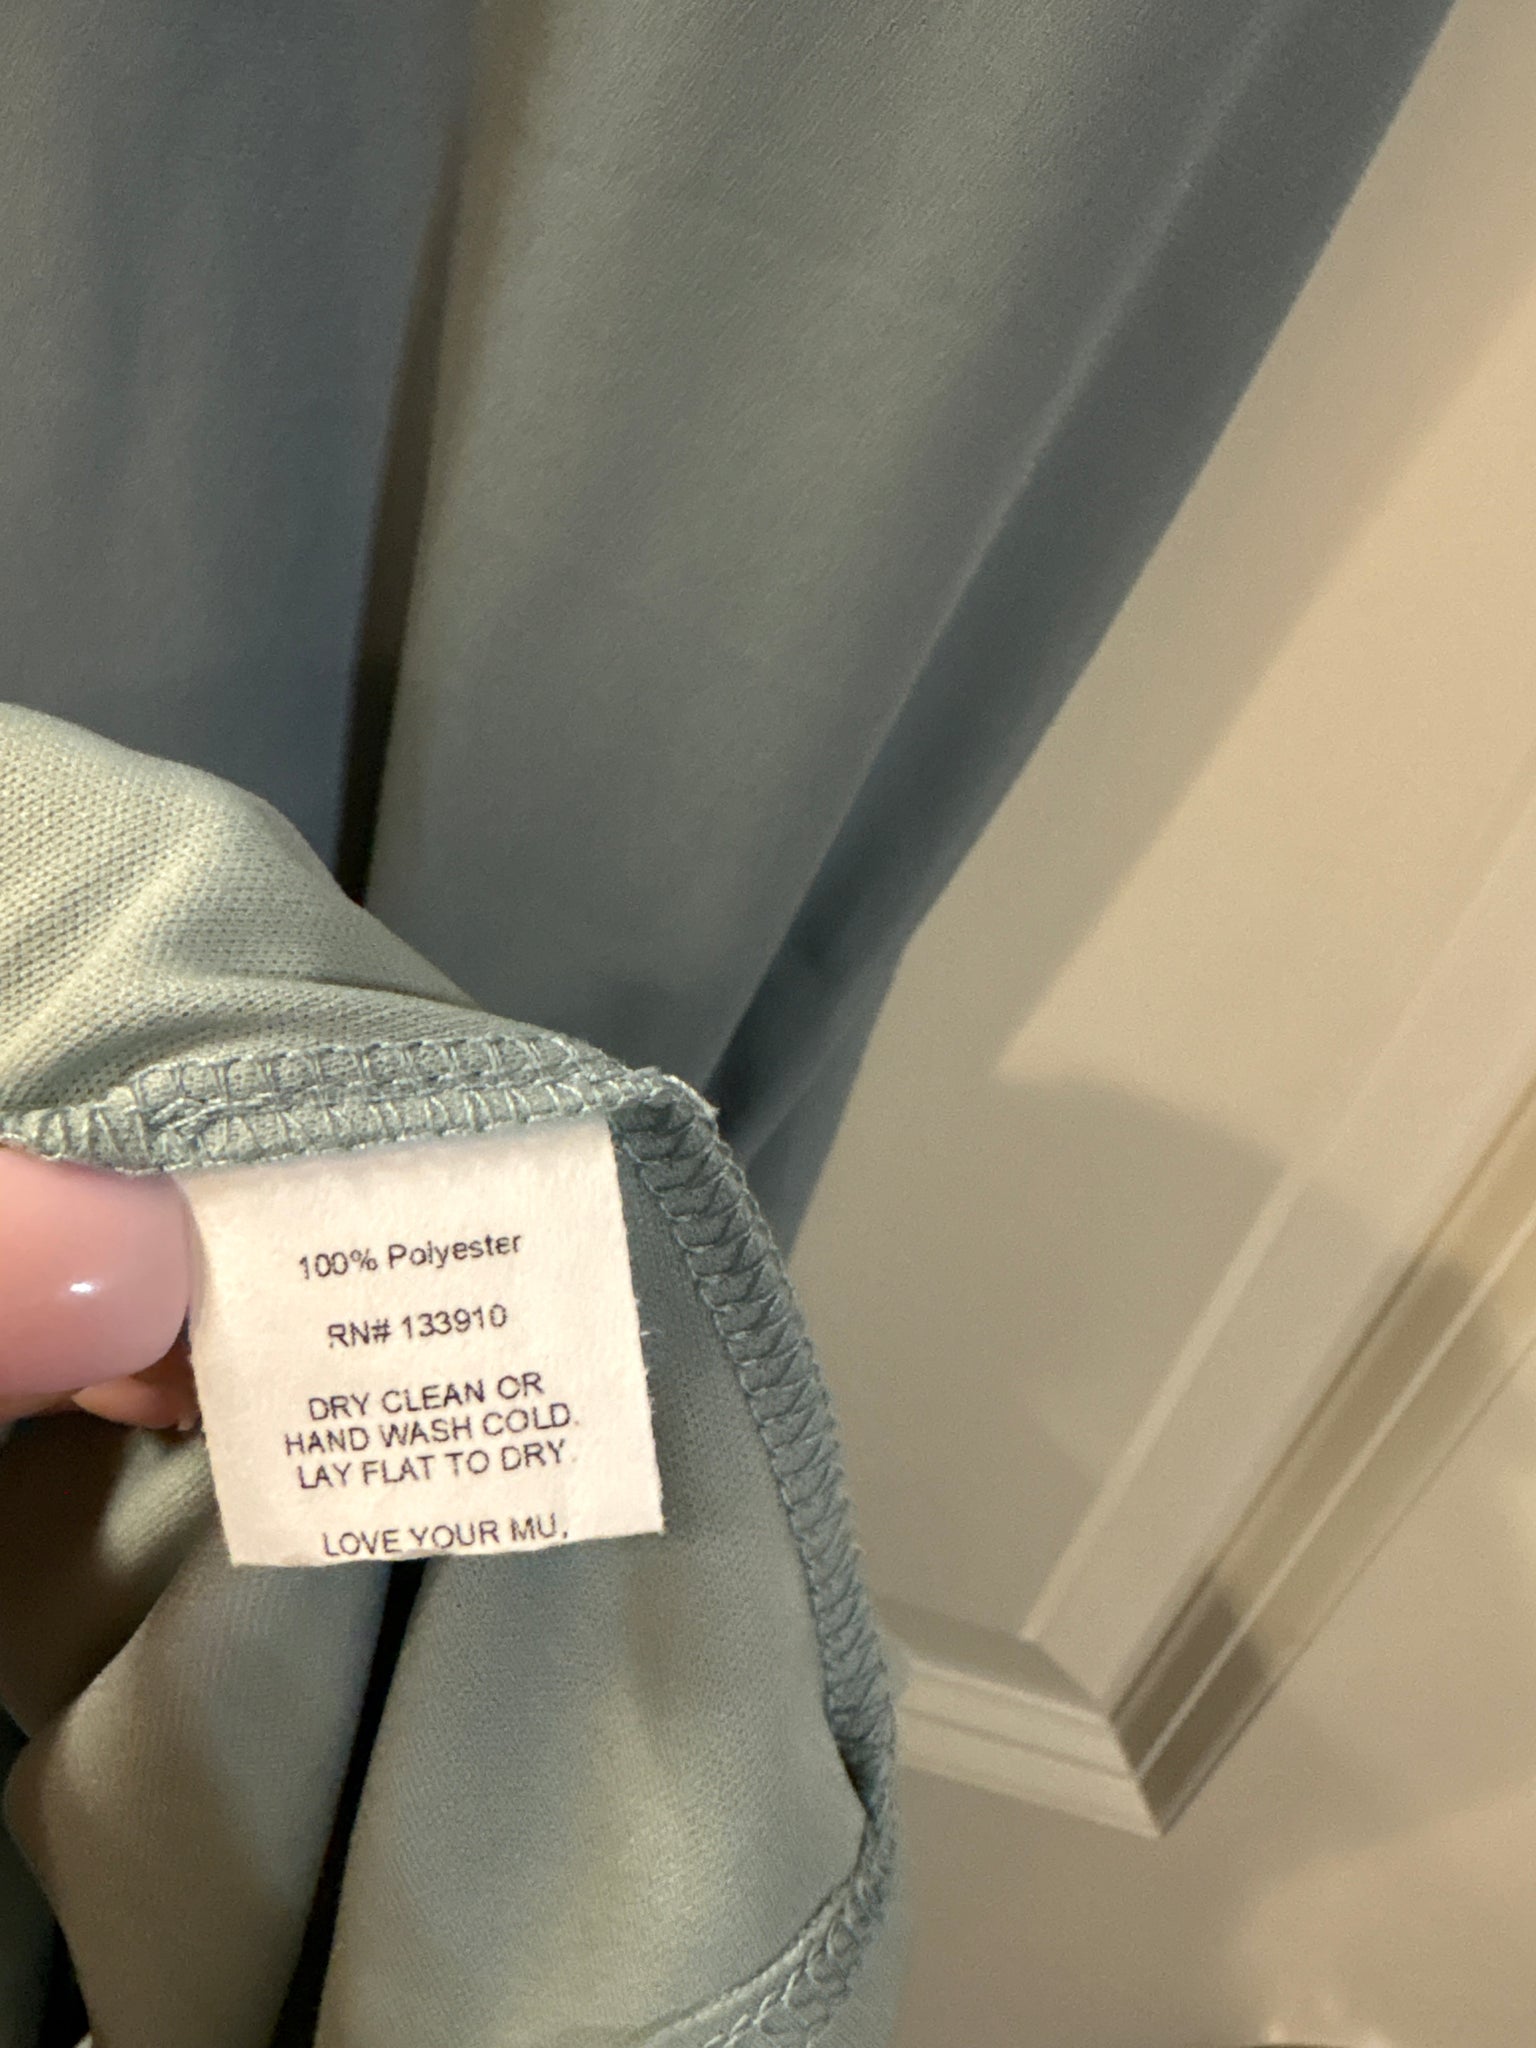 100% Polyester
RN# 133910
DRY CLEAN OR
HAND WASH COLD.
LAY FLAT TO DRY.
LOVE YOUR MU,